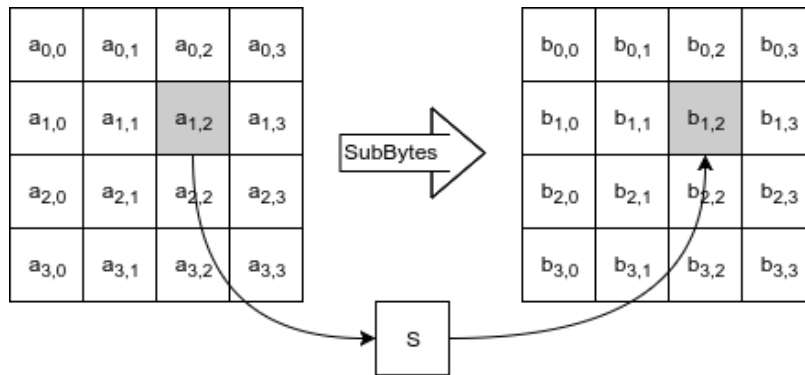 a0,0 a0,1 a0,2 a0,3 b0,0 b0,1 b0,2 b0,3
a1,0 a1,1 a1,2 a1,3 b1,0 b1,1 b1,2 b1,3
SubBytes
a2,0 a2,1 a2,2 a2,3 b2,0 b2,1 b2,2 b2,3
a3,0 a3,1 a3,2 a3,3 b3,0 b3,1 b3,2 b3,3
S